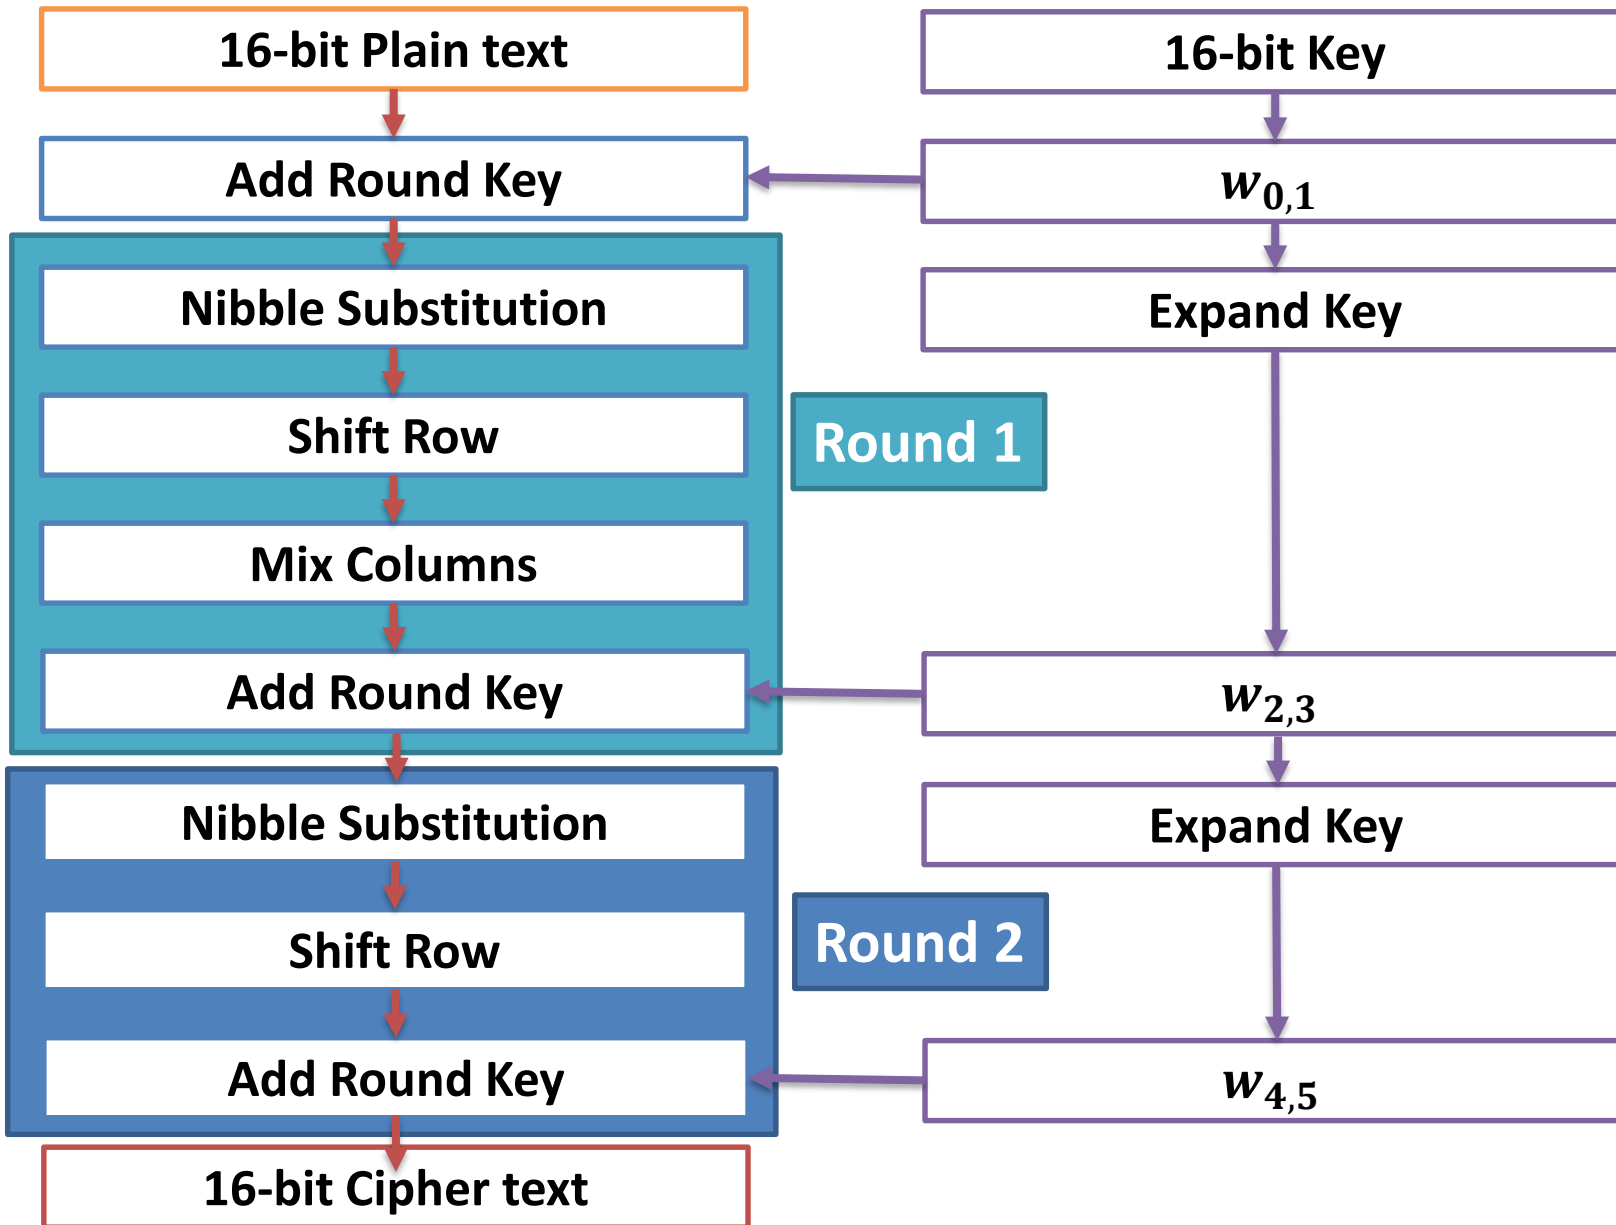 16-bit Plain text
16-bit Key
Add Round Key
w0,1
Nibble Substitution
Expand Key
Shift Row
Round 1
Mix Columns
Add Round Key
w2,3
Nibble Substitution
Expand Key
Shift Row
Round 2
Add Round Key
w4,5
16-bit Cipher text